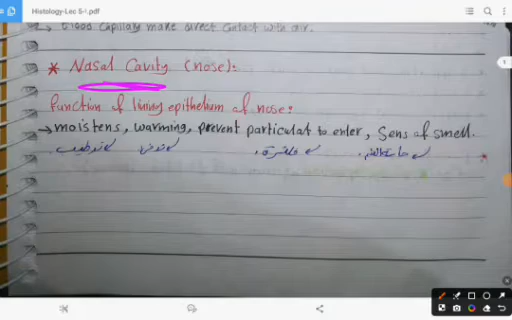 Histology-Lec 5-1.pdf
↳ blood Capillary make direct Contact with air.
* Nasal Cavity (nose):
function of lining epithelium of nose:
→ moistens, warming, prevent particulat to enter, Sens of smell.
1